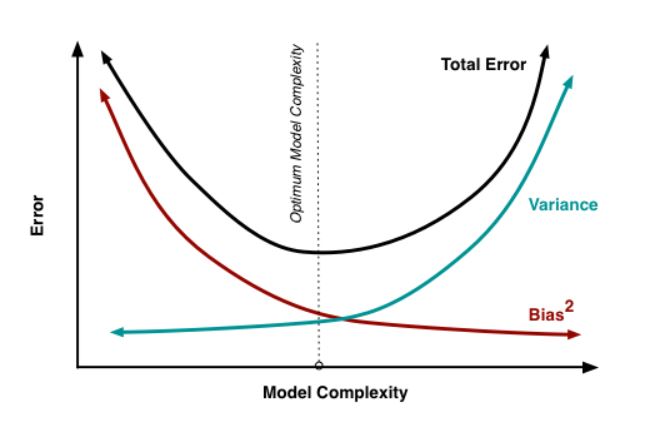 Total Error
Optimum Model Complexity
Variance
Error
Bias2
Model Complexity